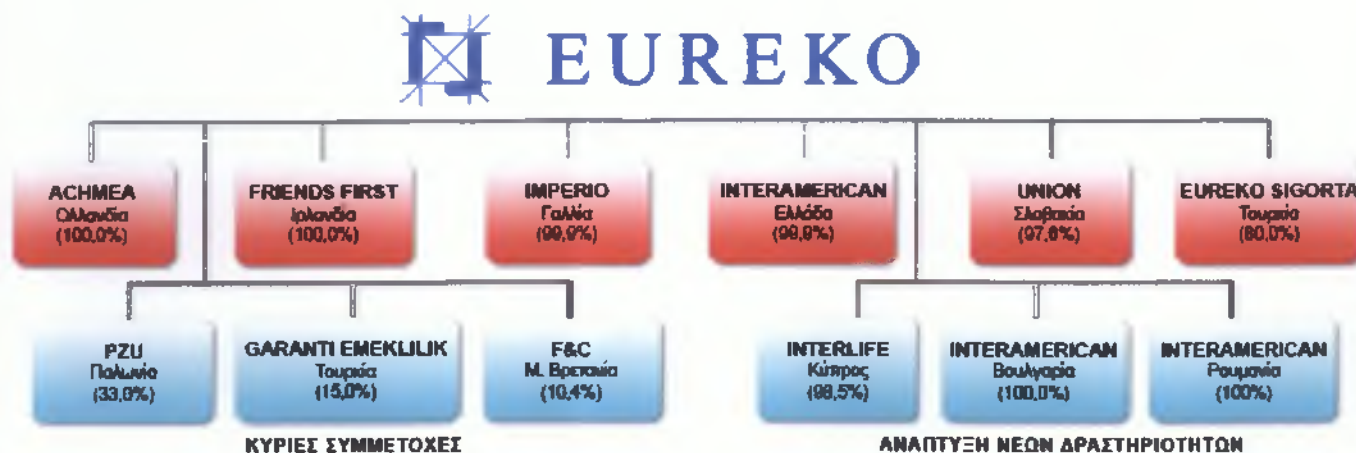 EUREKO
ACHMEA
Ολλανδία
(100,0%)
FRIENDS FIRST
Ιρλανδία
(100,0%)
IMPERIO
Γαλλία
(99,9%)
INTERAMERICAN
Ελλάδα
(99,9%)
UNION
Σλοβακία
(97,6%)
EUREKO SIGORTA
Τουρκία
(80,0%)
PZU
Πολωνία
(33,0%)
GARANTI EMEKLILIK
Τουρκία
(15,0%)
F&C
Μ. Βρετανία
(10,4%)
INTERLIFE
Κύπρος
(98,5%)
INTERAMERICAN
Βουλγαρία
(100,0%)
INTERAMERICAN
Ρουμανία
(100%)
ΚΥΡΙΕΣ ΣΥΜΜΕΤΟΧΕΣ
ΑΝΑΠΤΥΞΗ ΝΕΩΝ ΔΡΑΣΤΗΡΙΟΤΗΤΩΝ